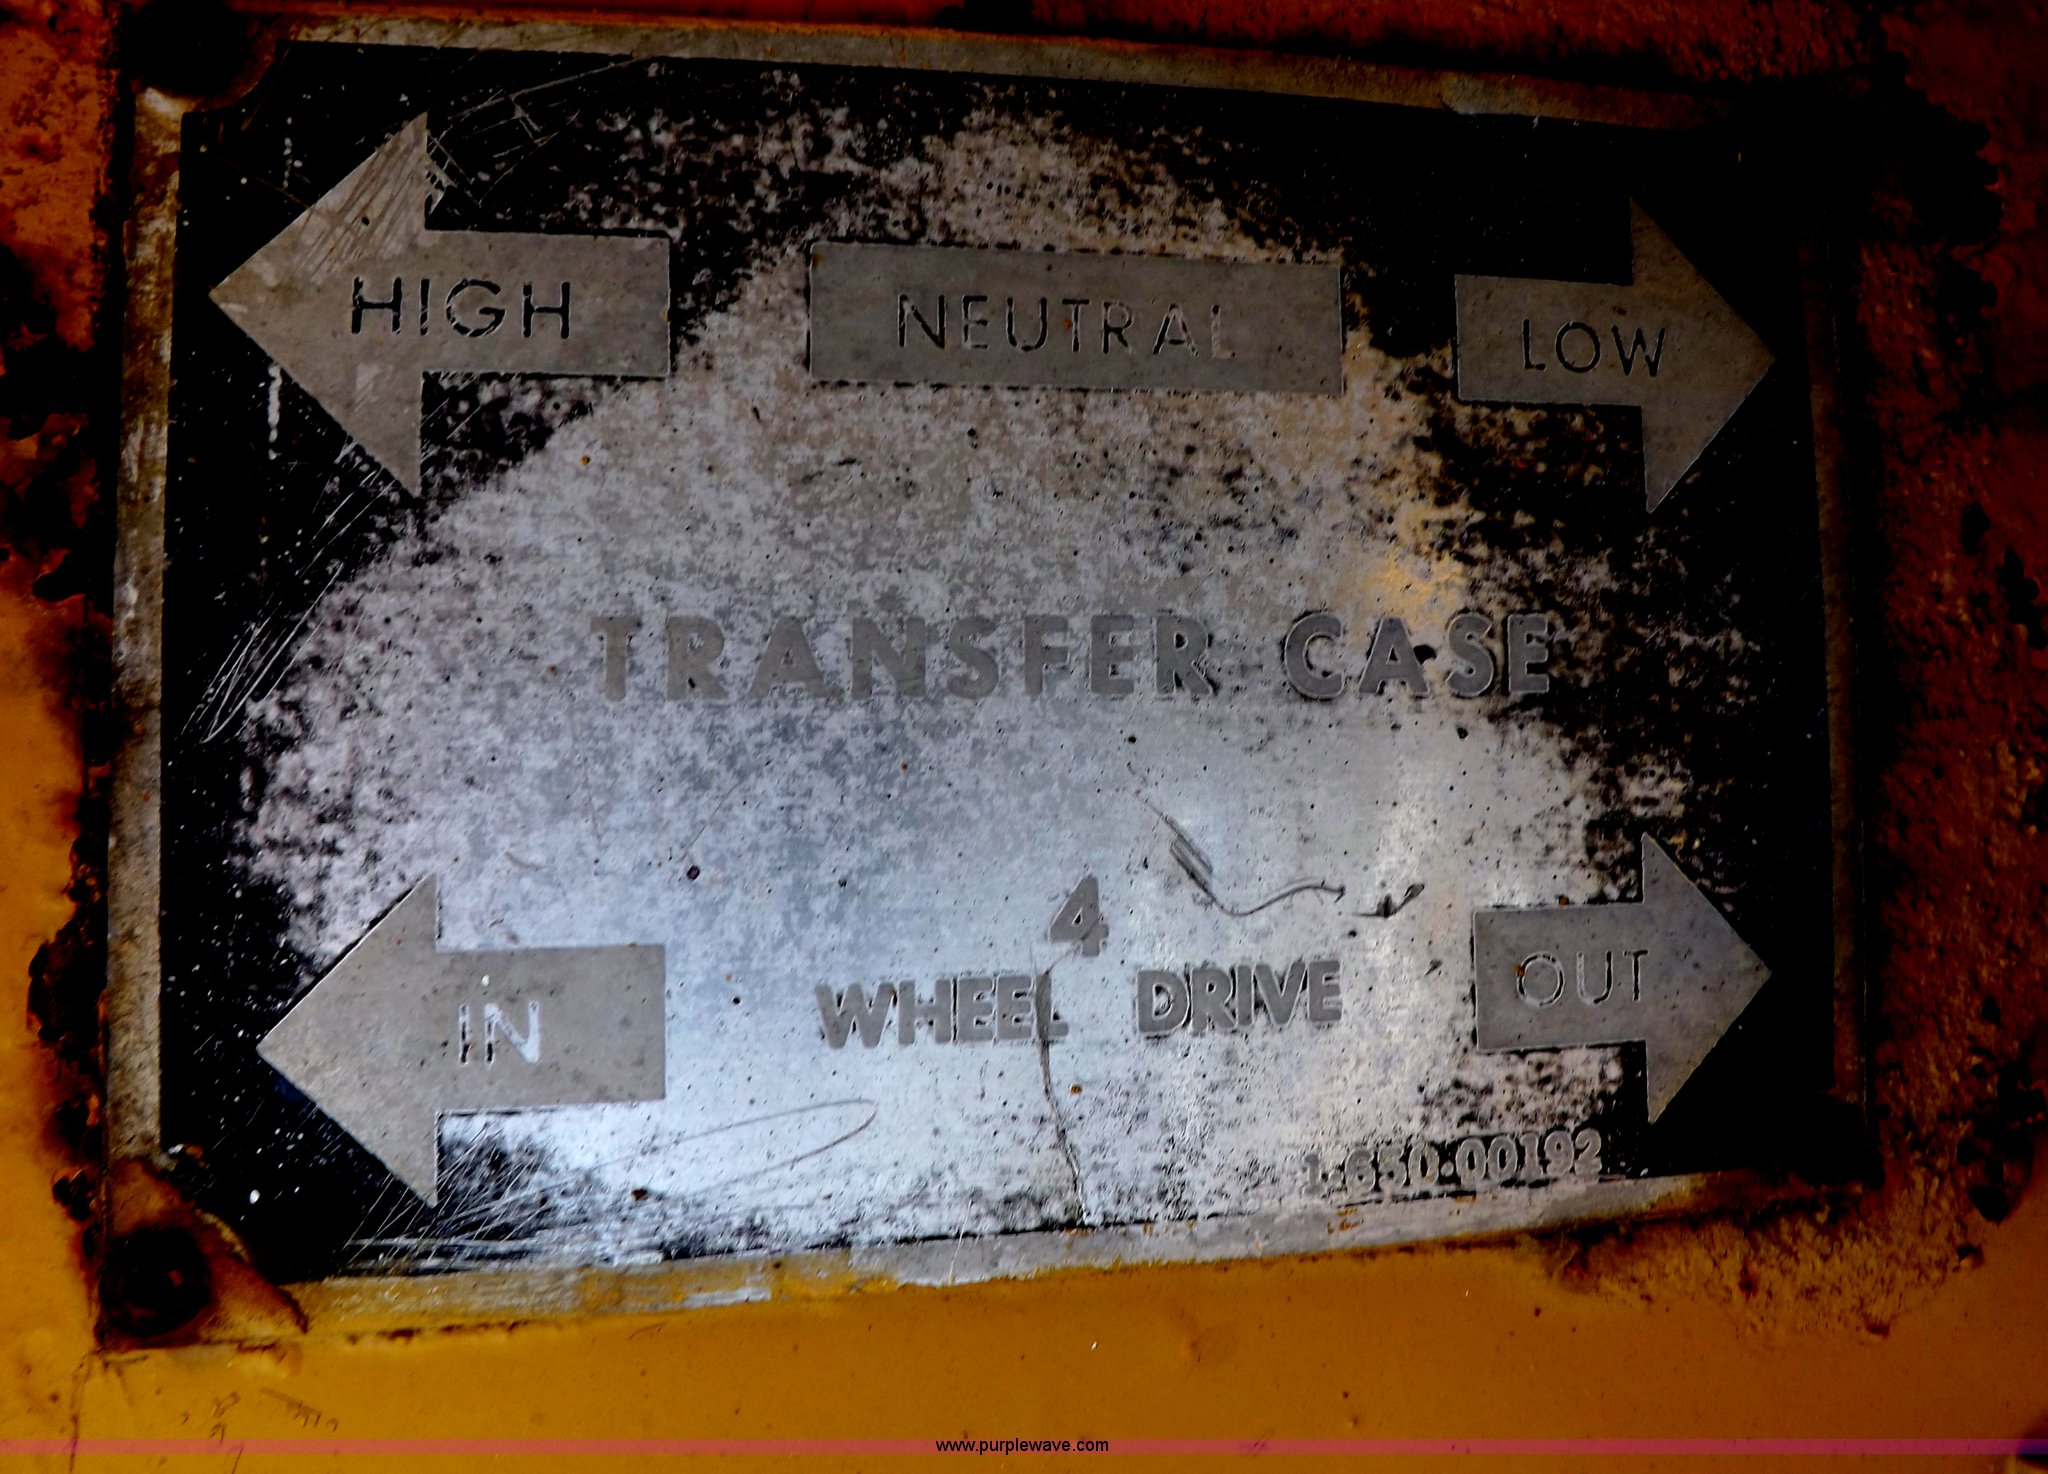 HIGH NEUTRAL LOW
TRANSFER CASE
4
IN WHEEL DRIVE OUT
1-650-00192
www.purplewave.com